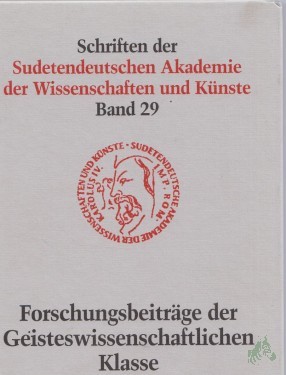 Schriften der
Sudetendeutschen Akademie
der Wissenschaften und Künste
Band 29
SUDETENDEUTSCHE AKADEMIE DER WISSENSCHAFTEN UND KÜNSTE ·
KAROLUS IV.
IMP. ROM.
Forschungsbeiträge der
Geisteswissenschaftlichen
Klasse